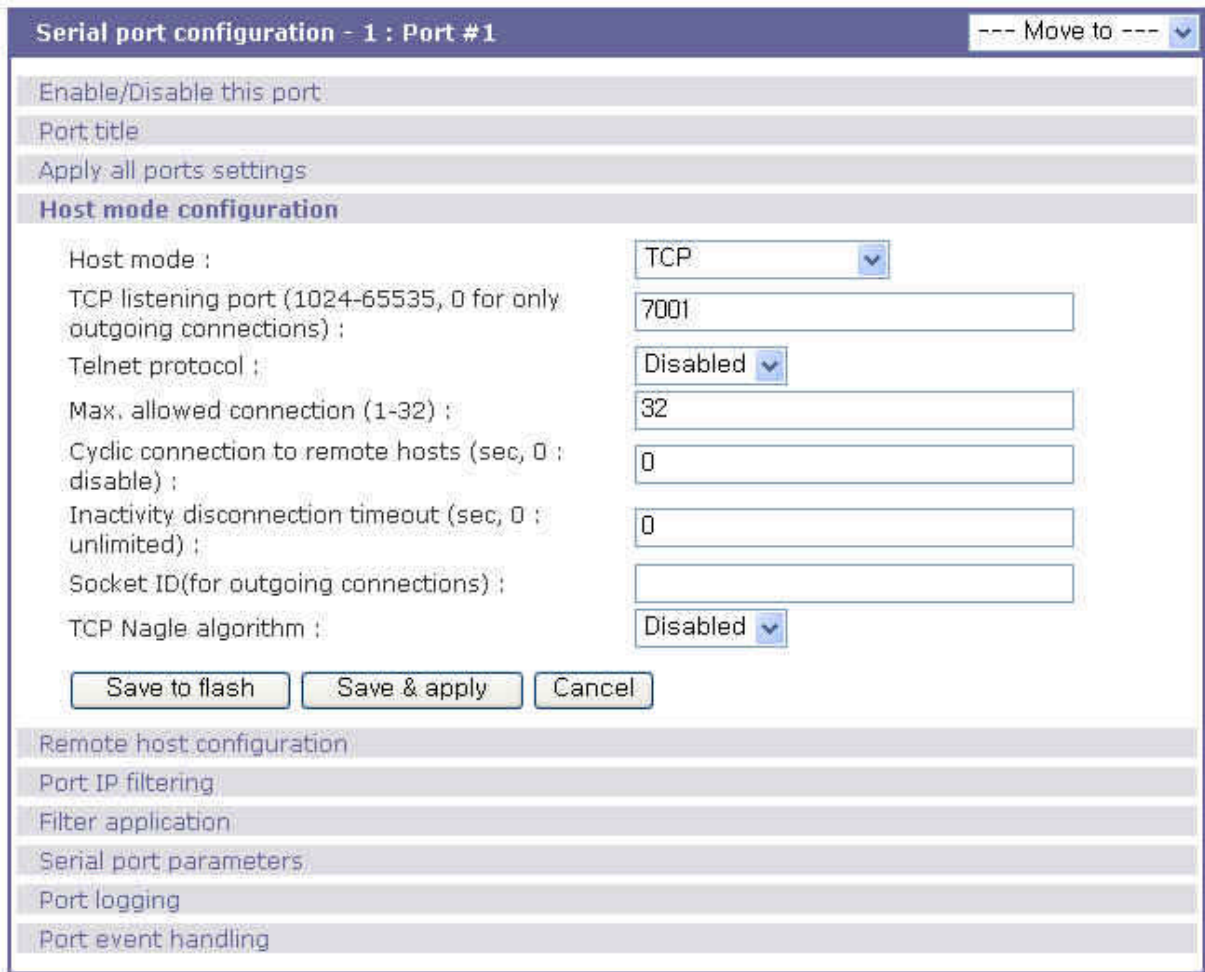 Serial port configuration - 1 : Port #1
--- Move to ---
Enable/Disable this port
Port title
Apply all ports settings
Host mode configuration
Host mode :
TCP
TCP listening port (1024-65535, 0 for only
outgoing connections) :
7001
Telnet protocol :
Disabled
Max. allowed connection (1-32) :
32
Cyclic connection to remote hosts (sec, 0 :
disable) :
0
Inactivity disconnection timeout (sec, 0 :
unlimited) :
0
Socket ID(for outgoing connections) :
TCP Nagle algorithm :
Disabled
Save to flash
Save & apply
Cancel
Remote host configuration
Port IP filtering
Filter application
Serial port parameters
Port logging
Port event handling